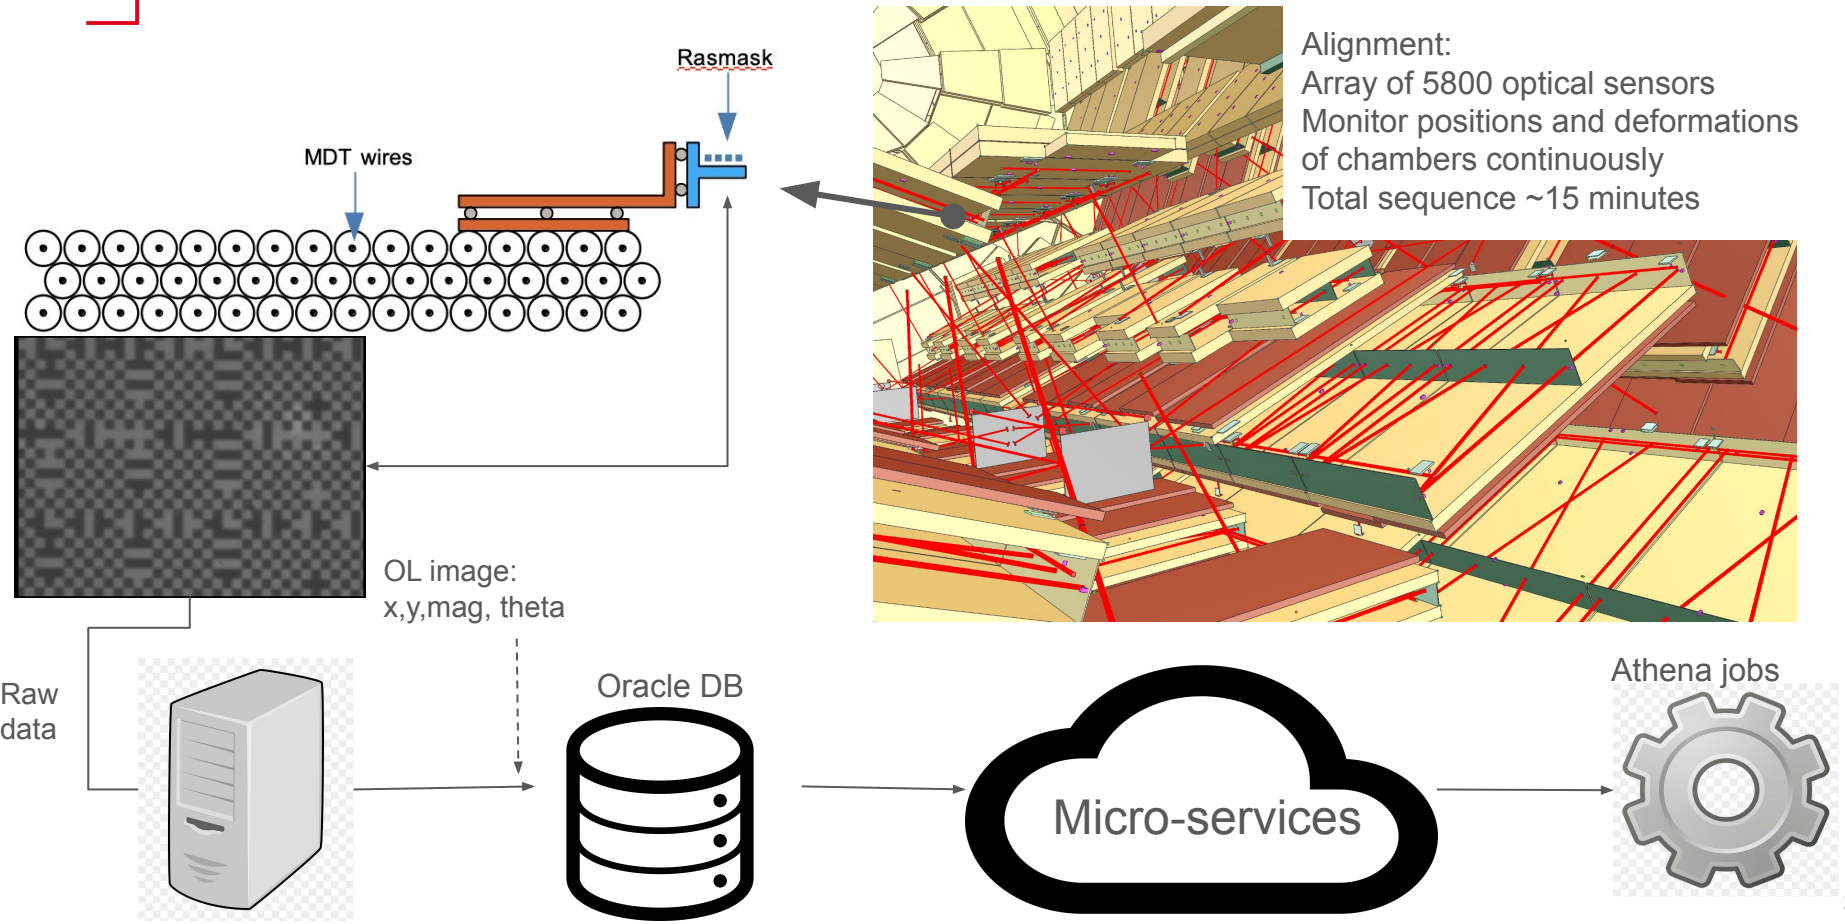 Rasmask
MDT wires
Alignment:
Array of 5800 optical sensors
Monitor positions and deformations
of chambers continuously
Total sequence ~15 minutes
OL image:
x,y,mag, theta
Raw
data
Oracle DB
Micro-services
Athena jobs